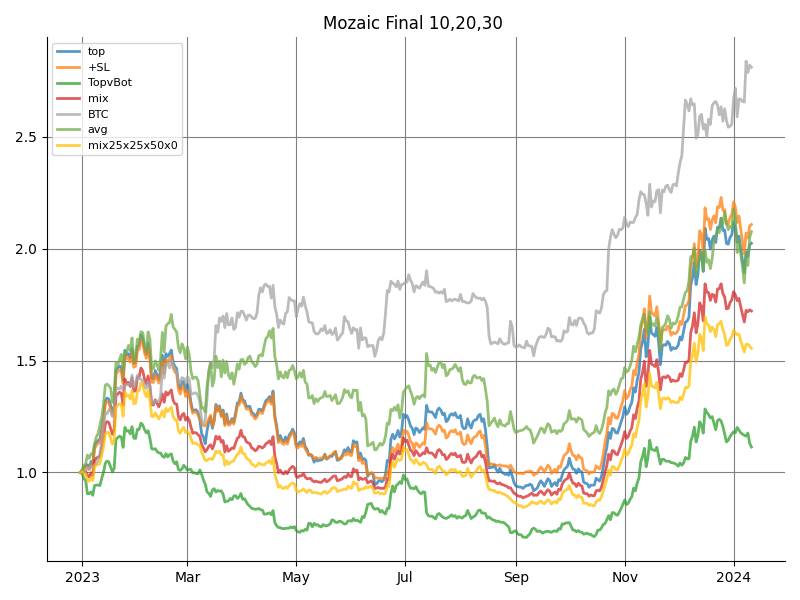 Mozaic Final 10,20,30
top
+SL
TopvBot
mix
BTC
avg
mix25x25x50x0
2.5
2.0
1.5
1.0
2023 Mar May Jul Sep Nov 2024